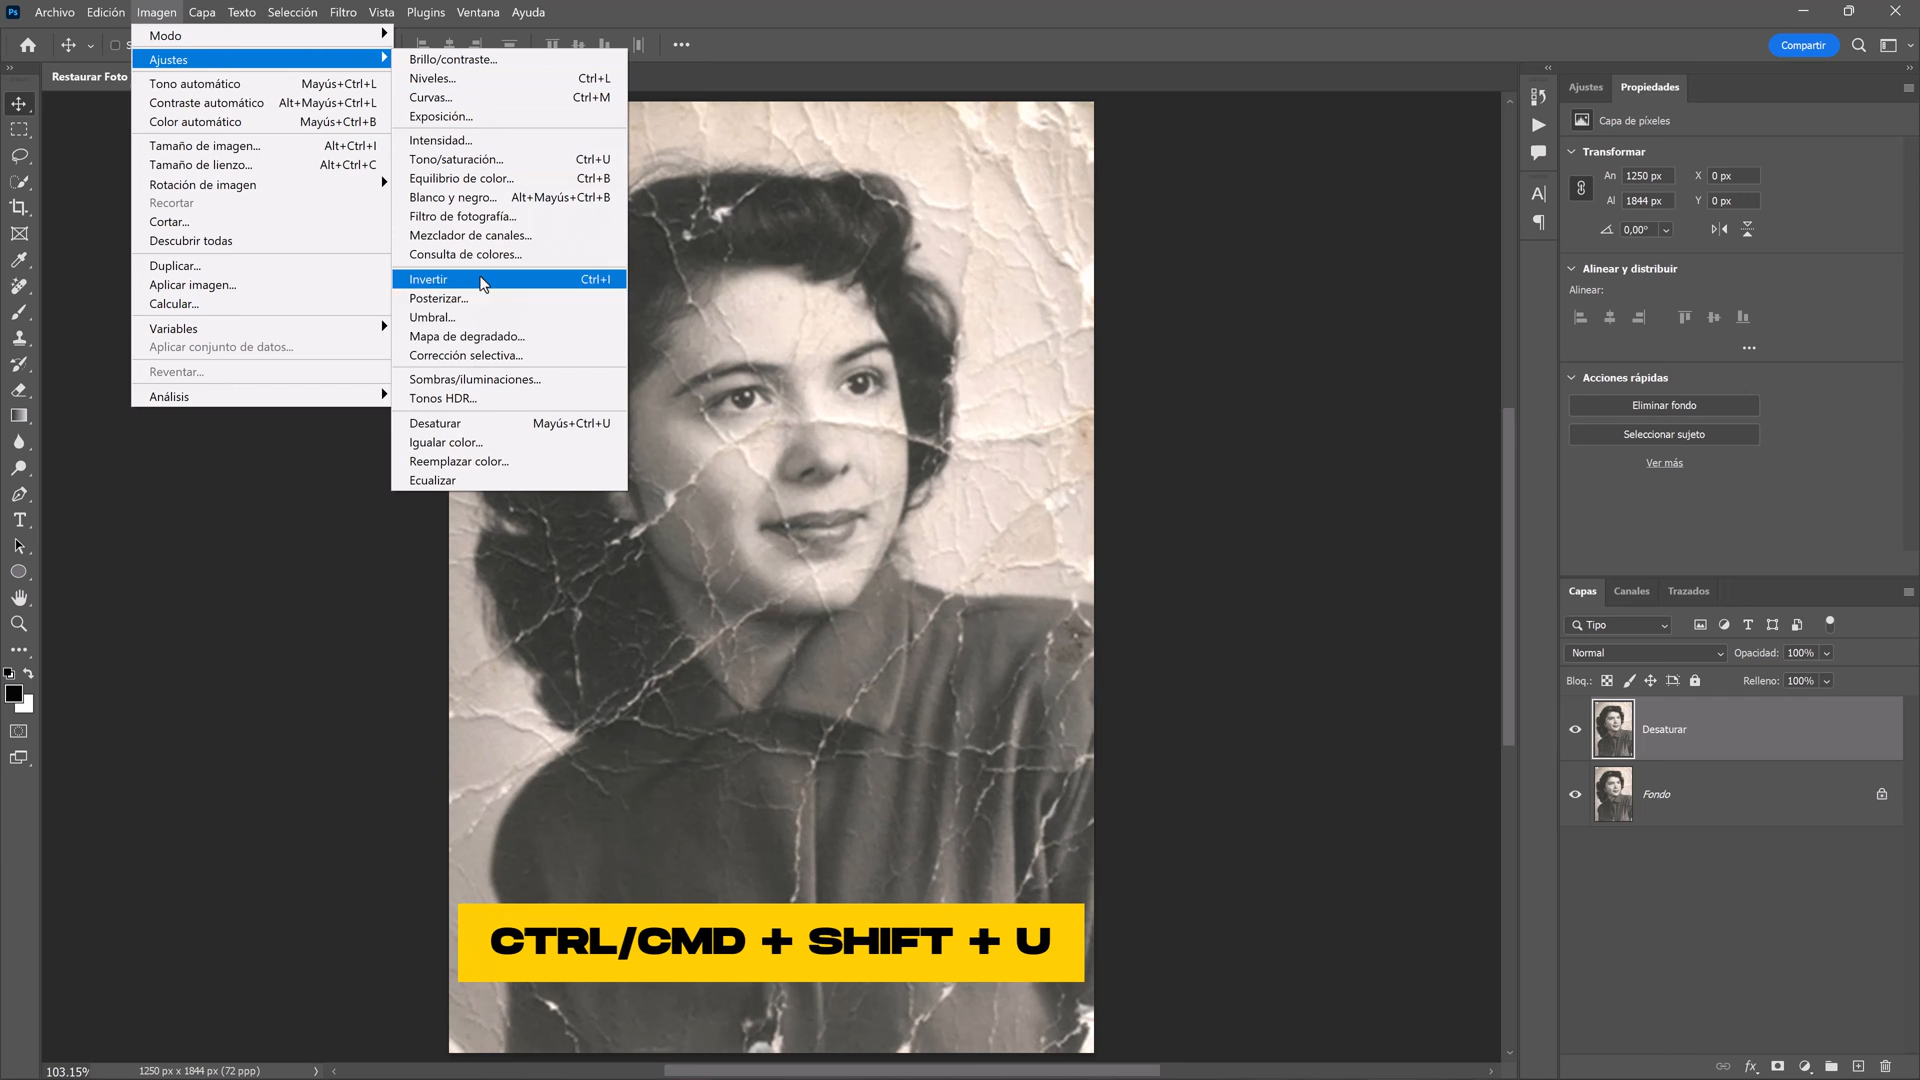 Ps Archivo Edición Imagen Capa Texto Selección Filtro Vista Plugins Ventana Ayuda
Compartir
Restaurar Foto
Modo
Ajustes
Tono automático Mayús+Ctrl+L
Contraste automático Alt+Mayús+Ctrl+L
Color automático Mayús+Ctrl+B
Tamaño de imagen... Alt+Ctrl+I
Tamaño de lienzo... Alt+Ctrl+C
Rotación de imagen
Recortar
Cortar...
Descubrir todas
Duplicar...
Aplicar imagen...
Calcular...
Variables
Aplicar conjunto de datos...
Reventar...
Análisis
Brillo/contraste...
Niveles... Ctrl+L
Curvas... Ctrl+M
Exposición...
Intensidad...
Tono/saturación... Ctrl+U
Equilibrio de color... Ctrl+B
Blanco y negro... Alt+Mayús+Ctrl+B
Filtro de fotografía...
Mezclador de canales...
Consulta de colores...
Invertir Ctrl+I
Posterizar...
Umbral...
Mapa de degradado...
Corrección selectiva...
Sombras/iluminaciones...
Tonos HDR...
Desaturar Mayús+Ctrl+U
Igualar color...
Reemplazar color...
Ecualizar
CTRL/CMD + SHIFT + U
103.15% 1250 px x 1844 px (72 ppp)
Ajustes Propiedades
Capa de píxeles
Transformar
An 1250 px X 0 px
Al 1844 px Y 0 px
0,00°
Alinear y distribuir
Alinear:
Acciones rápidas
Eliminar fondo
Seleccionar sujeto
Ver más
Capas Canales Trazados
Tipo
Normal Opacidad: 100%
Bloq.: Relleno: 100%
Desaturar
Fondo